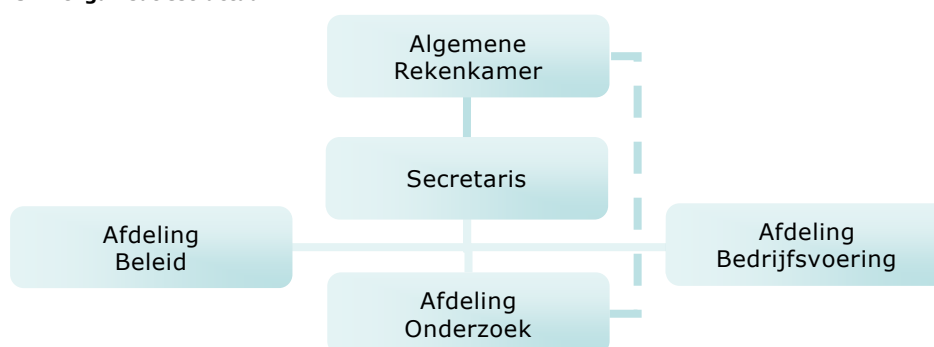 Algemene
Rekenkamer
Secretaris
Afdeling
Beleid
Afdeling
Bedrijfsvoering
Afdeling
Onderzoek